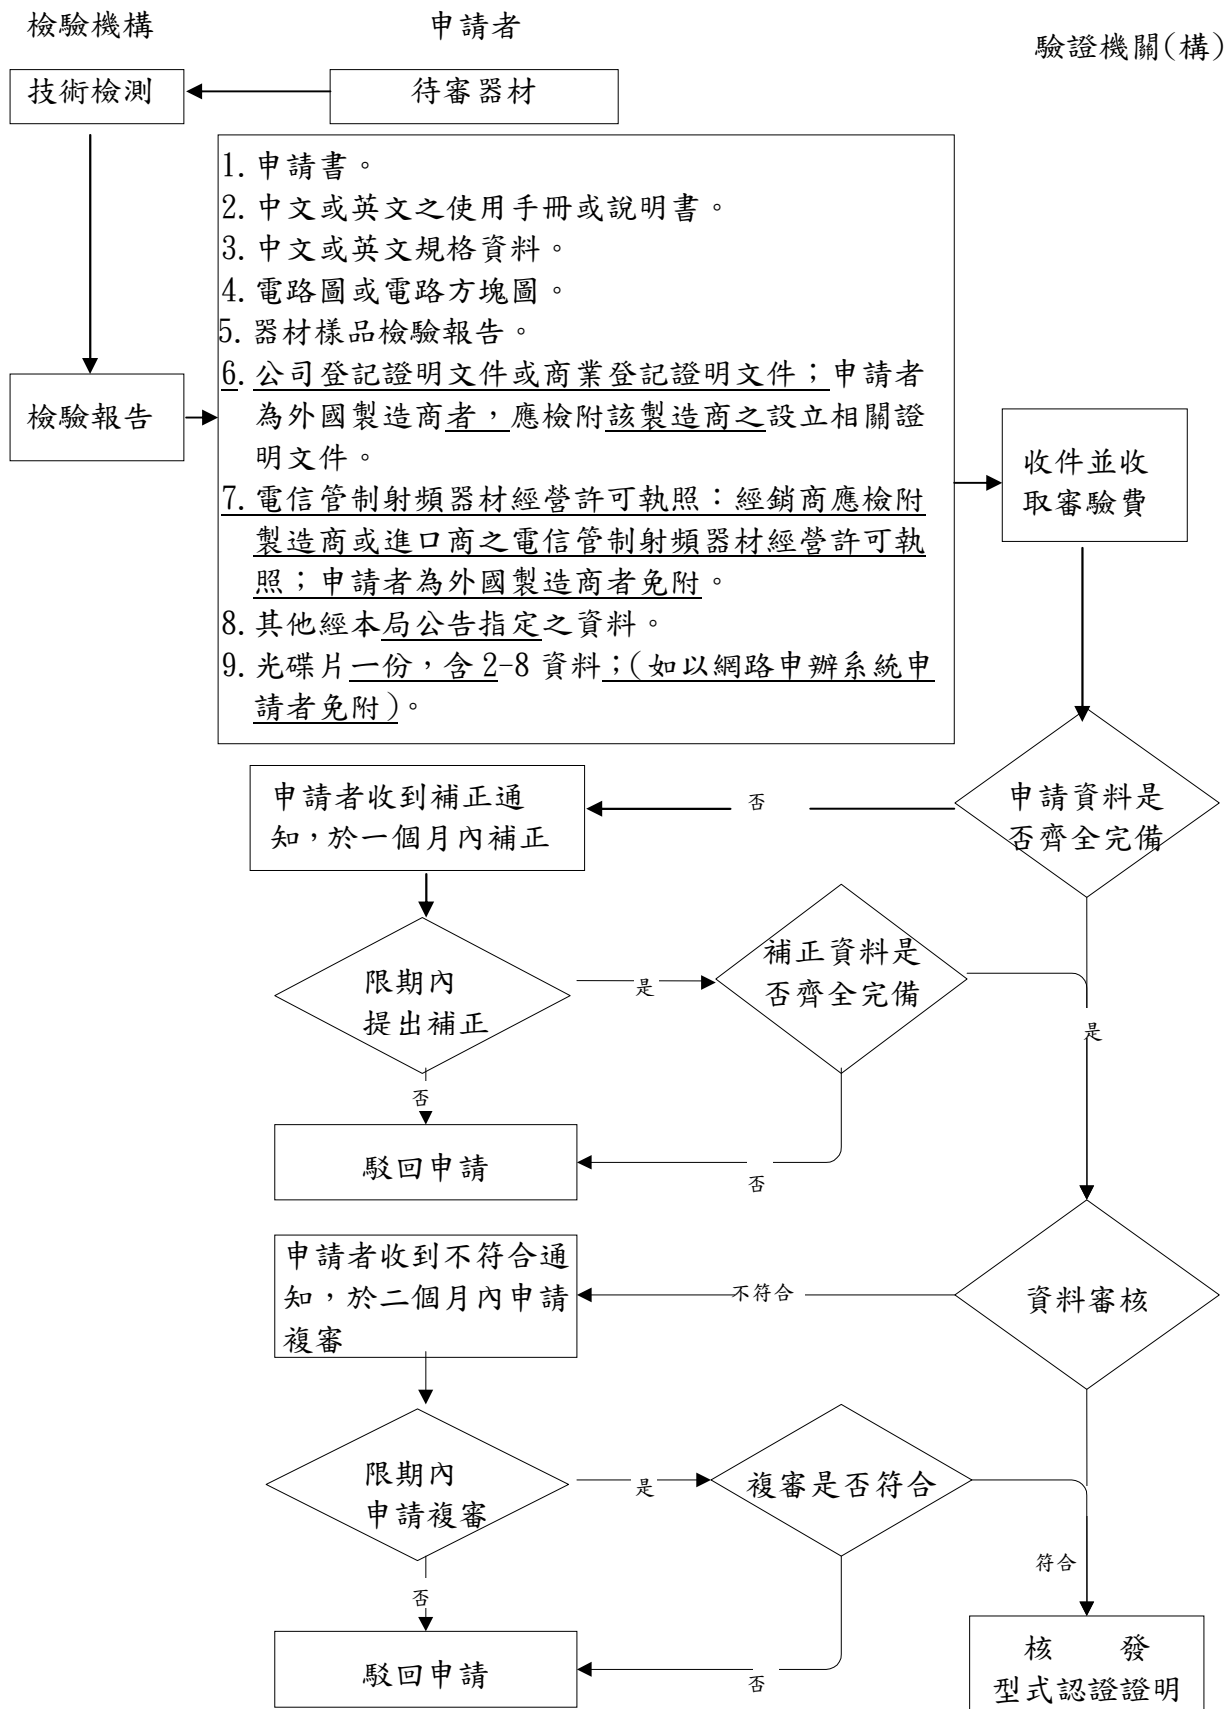 檢驗機構
申請者
驗證機關(構)
技術檢測
待審器材
1. 申請書。
2. 中文或英文之使用手冊或說明書。
3. 中文或英文規格資料。
4. 電路圖或電路方塊圖。
5. 器材樣品檢驗報告。
6. 公司登記證明文件或商業登記證明文件；申請者
為外國製造商者，應檢附該製造商之設立相關證
明文件。
7. 電信管制射頻器材經營許可執照：經銷商應檢附
製造商或進口商之電信管制射頻器材經營許可執
照；申請者為外國製造商者免附。
8. 其他經本局公告指定之資料。
9. 光碟片一份，含 2-8 資料；(如以網路申辦系統申
請者免附)。
檢驗報告
收件並收
取審驗費
申請資料是
否齊全完備
否
申請者收到補正通
知，於一個月內補正
限期內
提出補正
是
補正資料是
否齊全完備
是
否
駁回申請
否
申請者收到不符合通
知，於二個月內申請
複審
不符合
資料審核
限期內
申請複審
是
複審是否符合
符合
否
駁回申請
否
核 發
型式認證證明